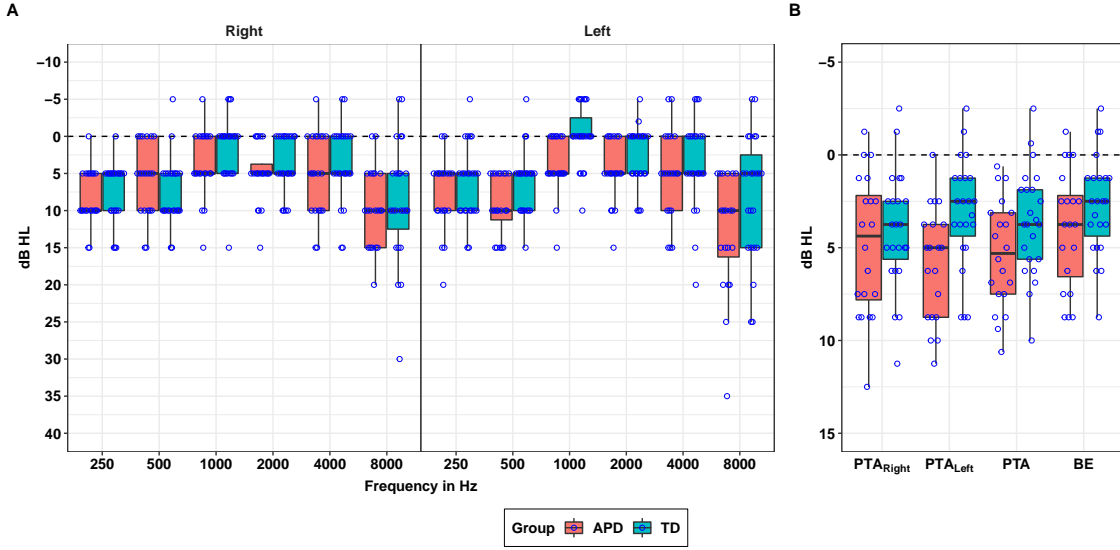 A
B
Right
Left
−10
−5
0
5
10
15
20
25
30
35
40
dB HL
250 500 1000 2000 4000 8000
250 500 1000 2000 4000 8000
Frequency in Hz
−5
0
5
10
15
dB HL
PTARight PTALeft PTA BE
Group APD TD